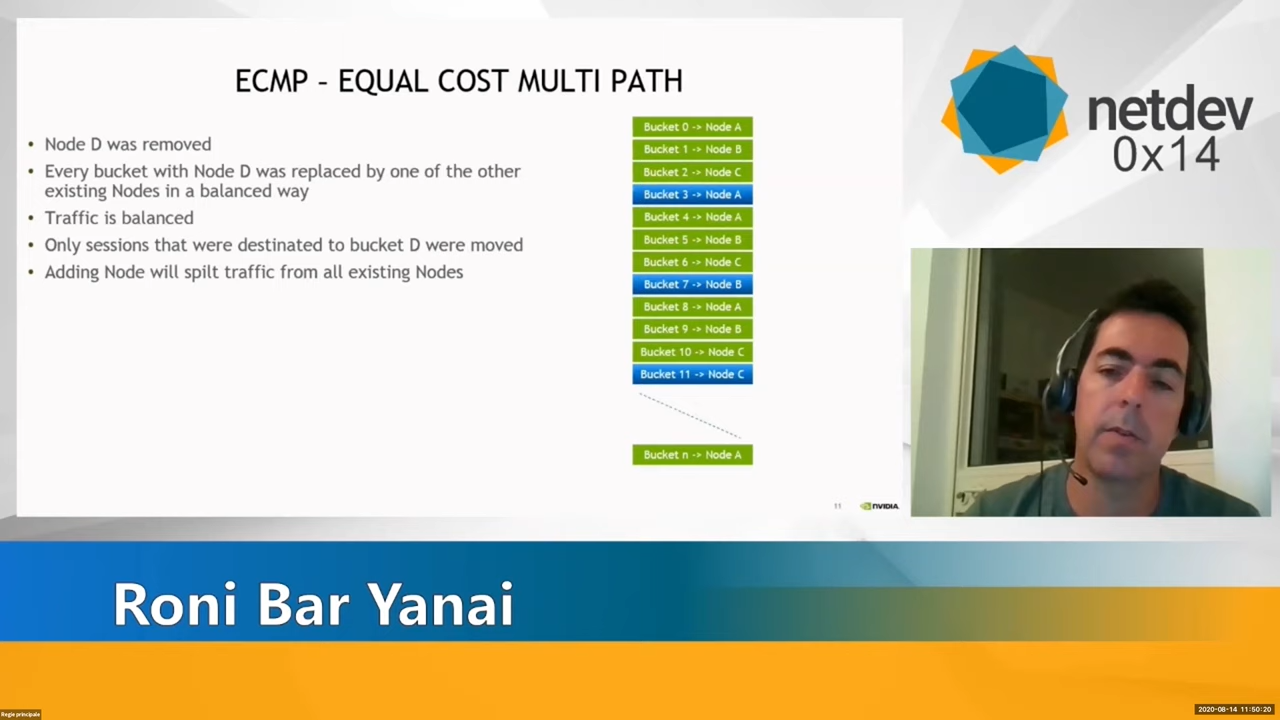 ECMP – EQUAL COST MULTI PATH
• Node D was removed
• Every bucket with Node D was replaced by one of the other
existing Nodes in a balanced way
• Traffic is balanced
• Only sessions that were destinated to bucket D were moved
• Adding Node will spilt traffic from all existing Nodes
Bucket 0 -> Node A
Bucket 1 -> Node B
Bucket 2 -> Node C
Bucket 3 -> Node A
Bucket 4 -> Node A
Bucket 5 -> Node B
Bucket 6 -> Node C
Bucket 7 -> Node B
Bucket 8 -> Node A
Bucket 9 -> Node B
Bucket 10 -> Node C
Bucket 11 -> Node C
Bucket n -> Node A
11
NVIDIA
netdev
0x14
Roni Bar Yanai
Regie principale
2020-08-14 11:50:20